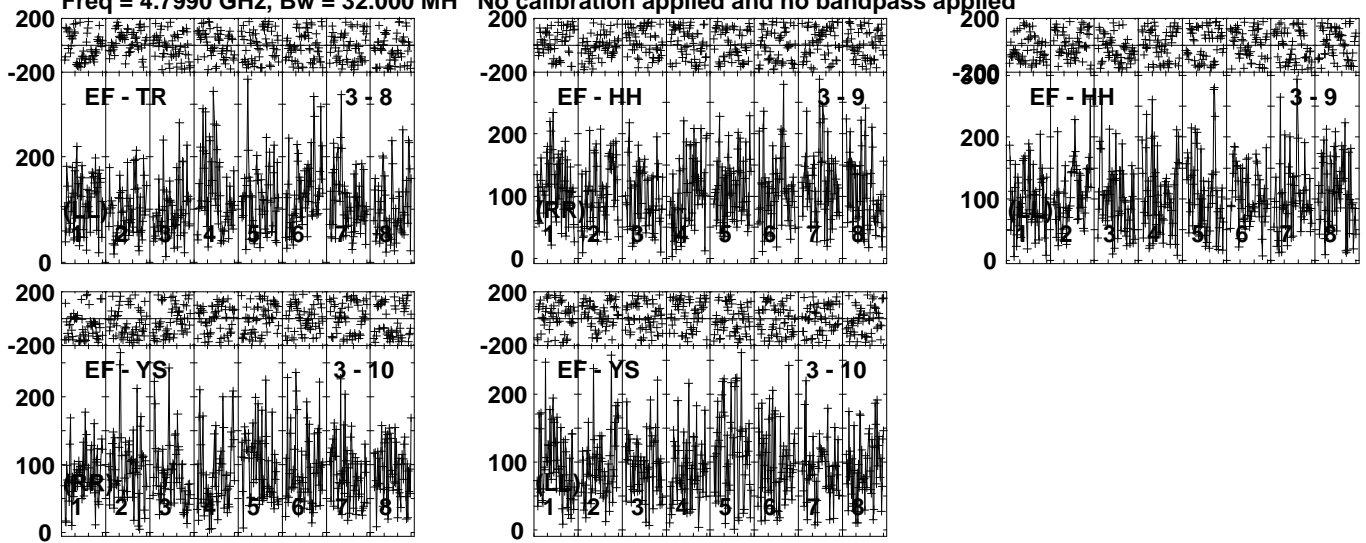 Freq = 4.7990 GHz, Bw = 32.000 MH No calibration applied and no bandpass applied
200
-200
EF - TR 3 - 8
200
(LL)
1 2 3 4 5 6 7 8
0
200
-200
EF - HH 3 - 9
200
100
(RR)
1 2 3 4 5 6 7 8
0
200
-200
300
EF - HH 3 - 9
200
100
(LL)
1 2 3 4 5 6 7 8
0
200
-200
EF - YS 3 - 10
200
100
(RR)
1 2 3 4 5 6 7 8
0
200
-200
EF - YS 3 - 10
200
100
(LL)
1 2 3 4 5 6 7 8
0